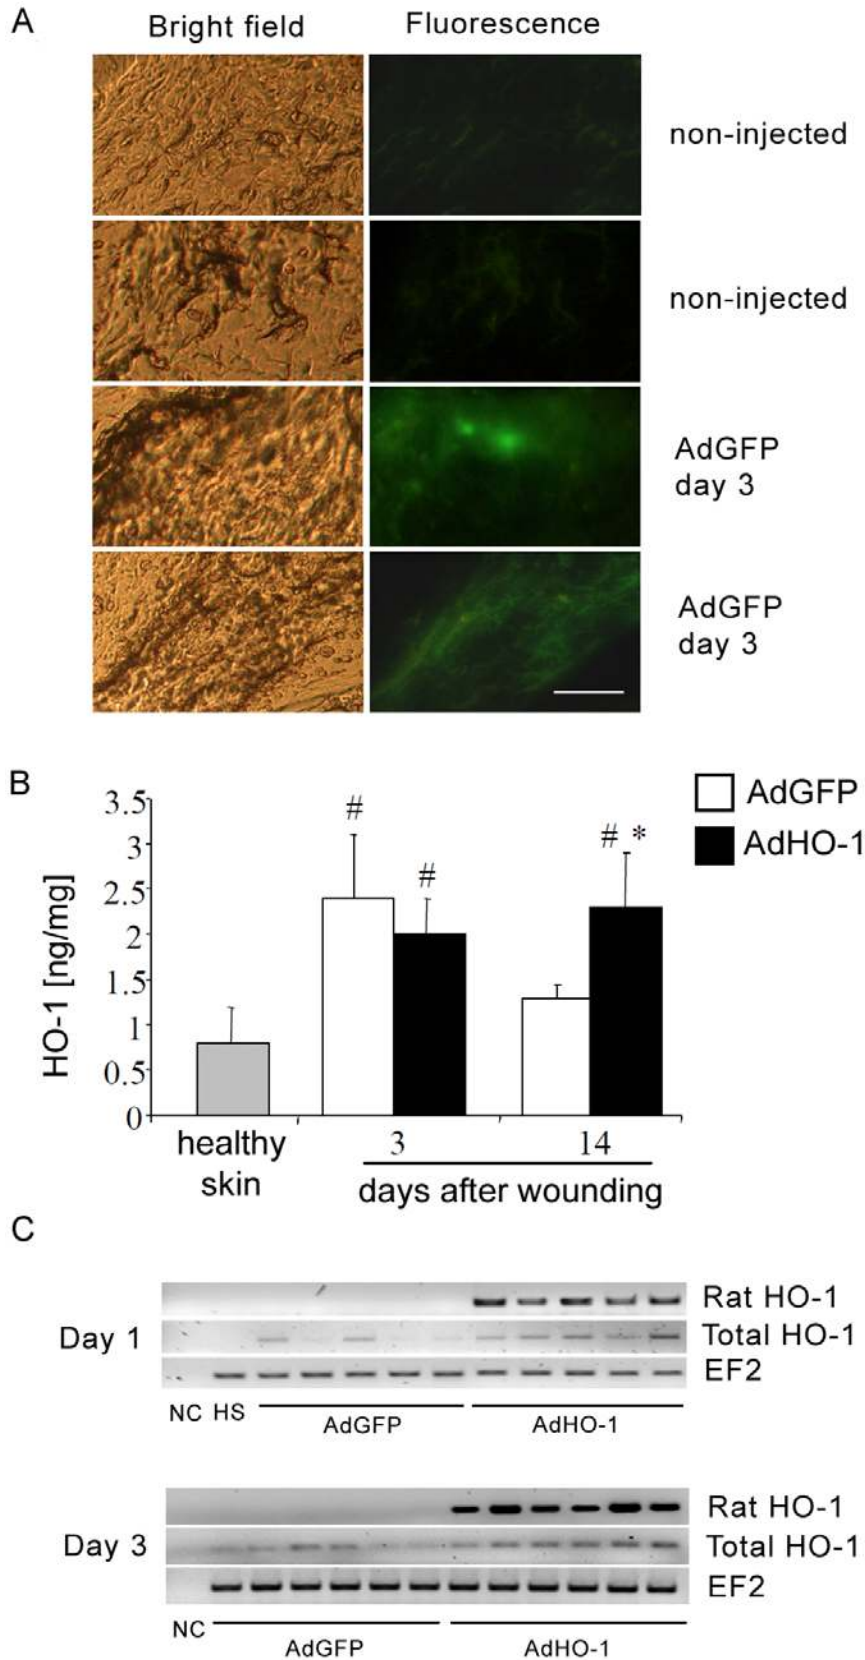 A
Bright field
Fluorescence
non-injected
non-injected
AdGFP
day 3
AdGFP
day 3
B
AdGFP
AdHO-1
HO-1 [ng/mg]
3.5
3
2.5
2
1.5
1
0.5
0
#
#
# *
healthy
skin
3
14
days after wounding
C
Day 1
Rat HO-1
Total HO-1
EF2
NC HS
AdGFP
AdHO-1
Day 3
Rat HO-1
Total HO-1
EF2
NC
AdGFP
AdHO-1